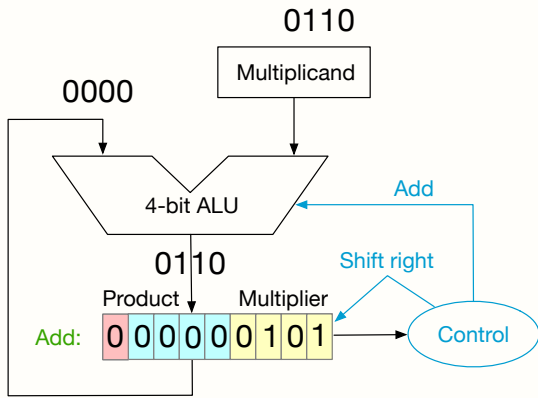 0110
Multiplicand
0000
4-bit ALU
Add
0110
Shift right
Product Multiplier
Add: 0 0 0 0 0 0 1 0 1
Control